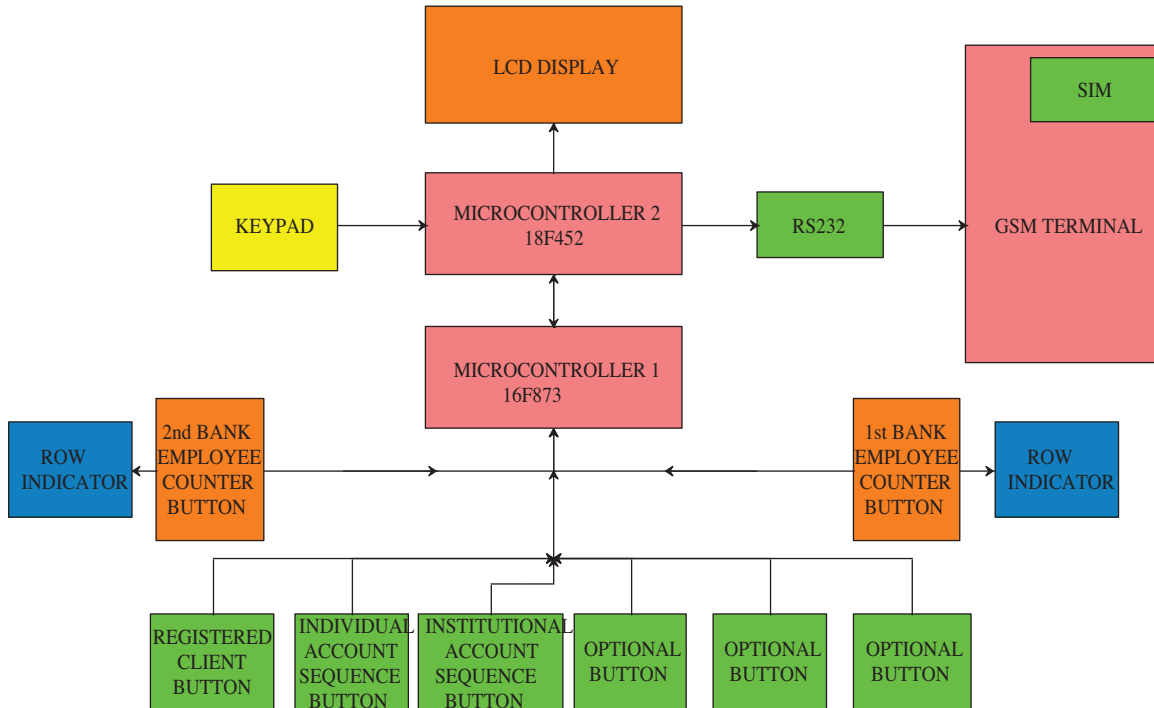 LCD DISPLAY
SIM
KEYPAD
MICROCONTROLLER 2
18F452
RS232
GSM TERMINAL
MICROCONTROLLER 1
16F873
ROW
INDICATOR
2nd BANK
EMPLOYEE
COUNTER
BUTTON
1st BANK
EMPLOYEE
COUNTER
BUTTON
ROW
INDICATOR
REGISTERED
CLIENT
BUTTON
INDIVIDUAL
ACCOUNT
SEQUENCE
BUTTON
INSTITUTIONAL
ACCOUNT
SEQUENCE
BUTTON
OPTIONAL
BUTTON
OPTIONAL
BUTTON
OPTIONAL
BUTTON